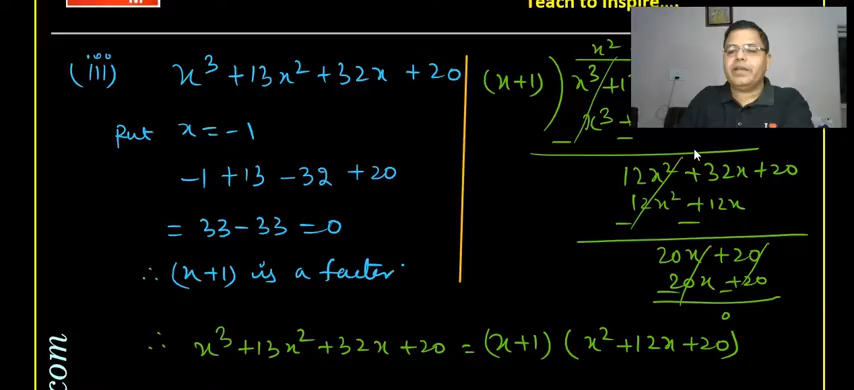 Teach to Inspire....
(iii) x³ + 13x² + 32x + 20
Put x = -1
-1 + 13 - 32 + 20
= 33 - 33 = 0
∴ (x+1) is a factor.
x²
(x+1) ) x³ + 1
x³ +
-   -
12x² + 32x + 20
12x² + 12x
-   -
20x + 20
20x + 20
-   -
0
∴ x³ + 13x² + 32x + 20 = (x+1) (x² + 12x + 20)
com